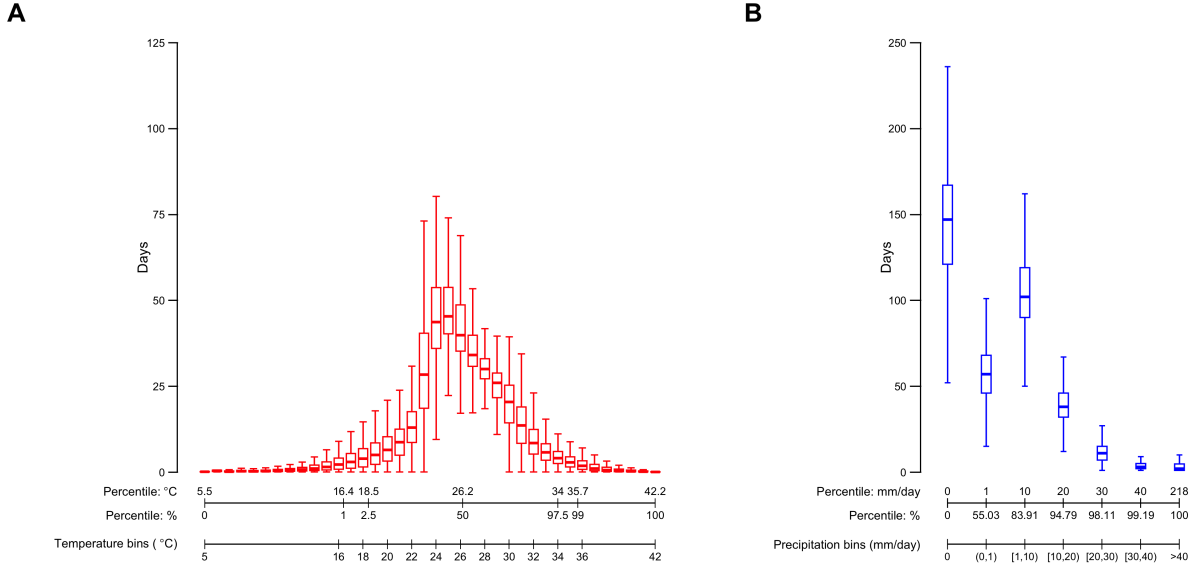 A B
125
100
75
50
25
0
Days
Percentile: °C 5.5 16.4 18.5 26.2 34 35.7 42.2
Percentile: % 0 1 2.5 50 97.5 99 100
Temperature bins ( °C) 5 16 18 20 22 24 26 28 30 32 34 36 42
250
200
150
100
50
0
Days
Percentile: mm/day 0 1 10 20 30 40 218
Percentile: % 0 55.03 83.91 94.79 98.11 99.19 100
Precipitation bins (mm/day) 0 (0,1) [1,10) [10,20) [20,30) [30,40) >40